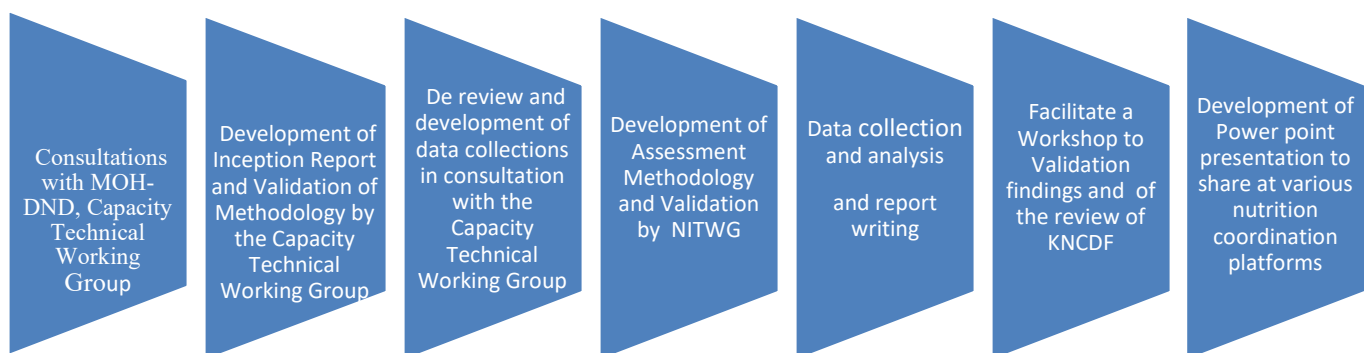 Consultations
with MOH-
DND, Capacity
Technical
Working
Group
Development of
Inception Report
and Validation of
Methodology by
the Capacity
Technical
Working Group
De review and
development of
data collections
in consultation
with the
Capacity
Technical
Working Group
Development of
Assessment
Methodology
and Validation
by NITWG
Data collection
and analysis
and report
writing
Facilitate a
Workshop to
Validation
findings and of
the review of
KNCDF
Development of
Power point
presentation to
share at various
nutrition
coordination
platforms